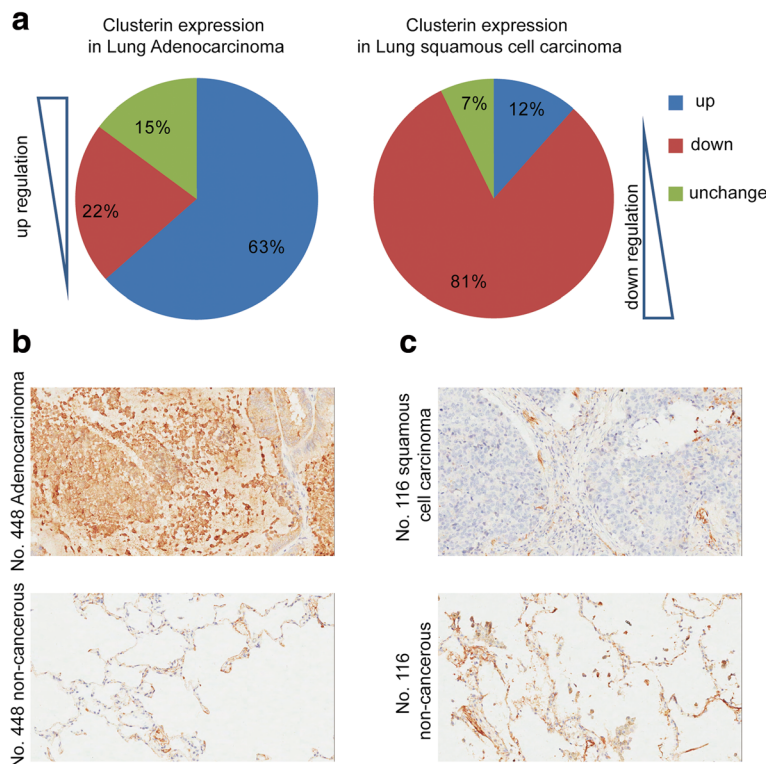 a
Clusterin expression
in Lung Adenocarcinoma
Clusterin expression
in Lung squamous cell carcinoma
up regulation
15%
22%
63%
7%
12%
81%
up
down
unchange
down regulation
b
No. 448 Adenocarcinoma
No. 448 non-cancerous
c
No. 116 squamous
cell carcinoma
No. 116
non-cancerous